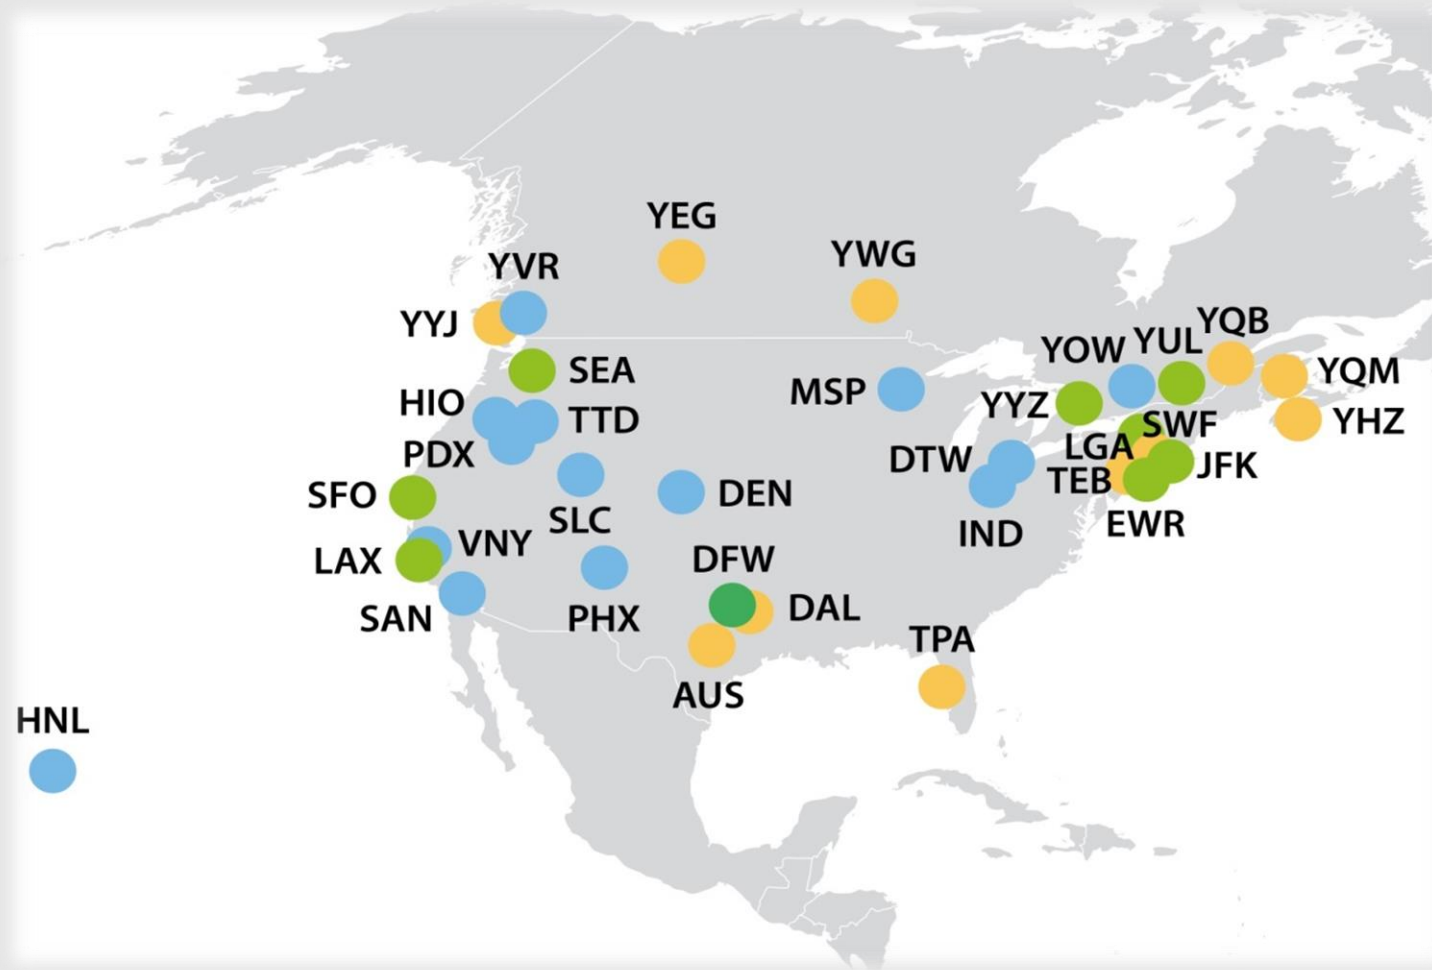 YEG
YWG
YVR
YYJ
YQB
YUL
YOW
SEA
YQM
MSP
HIO
YYZ
TTD
YHZ
SWF
LGA
PDX
DTW
JFK
TEB
SFO
DEN
SLC
EWR
IND
VNY
LAX
DFW
DAL
SAN
PHX
TPA
AUS
HNL